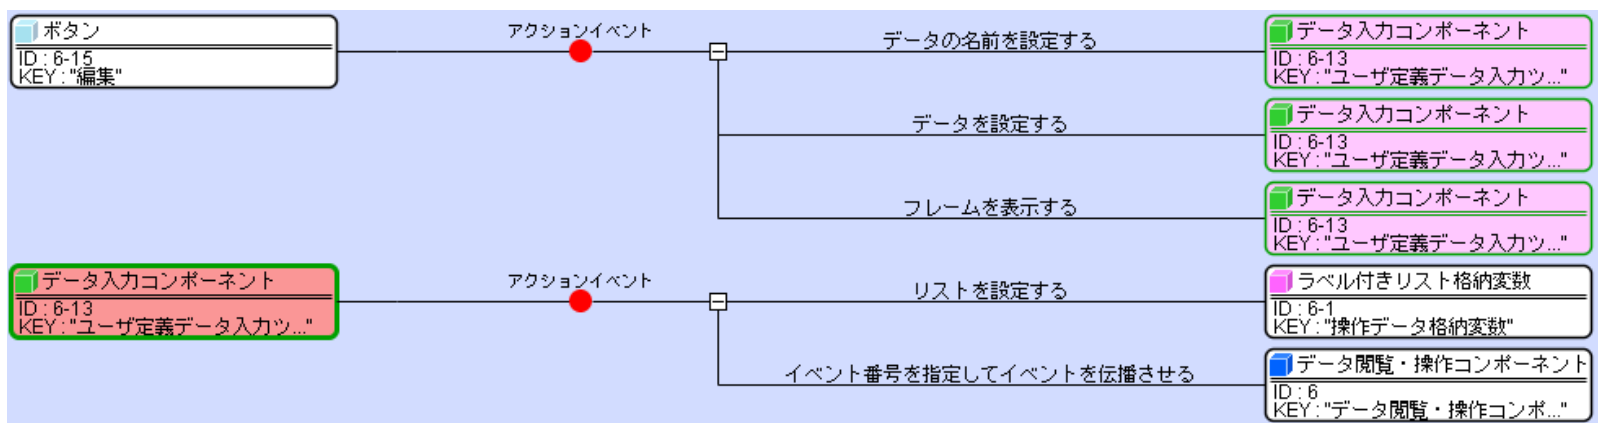 ボタン
ID : 6-15
KEY : "編集"
アクションイベント
データの名前を設定する
データ入力コンポーネント
ID : 6-13
KEY : "ユーザ定義データ入力ツ..."
データを設定する
データ入力コンポーネント
ID : 6-13
KEY : "ユーザ定義データ入力ツ..."
フレームを表示する
データ入力コンポーネント
ID : 6-13
KEY : "ユーザ定義データ入力ツ..."
データ入力コンポーネント
ID : 6-13
KEY : "ユーザ定義データ入力ツ..."
アクションイベント
リストを設定する
ラベル付きリスト格納変数
ID : 6-1
KEY : "操作データ格納変数"
イベント番号を指定してイベントを伝播させる
データ閲覧・操作コンポーネント
ID : 6
KEY : "データ閲覧・操作コンポ..."